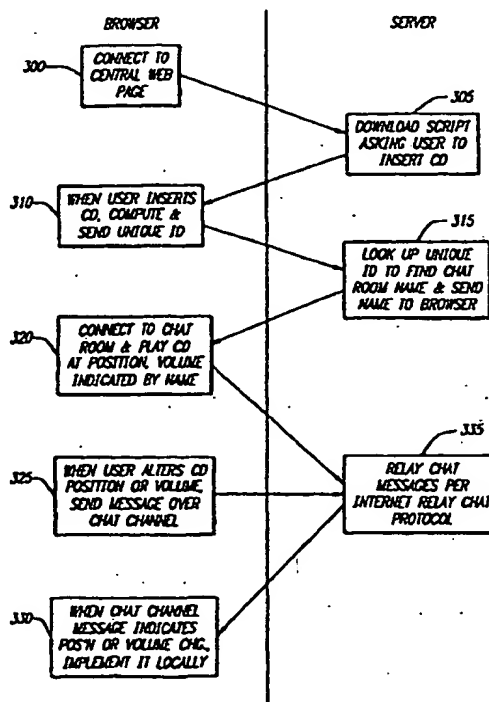 BROWSER
SERVER
300
CONNECT TO
CENTRAL WEB
PAGE
305
DOWNLOAD SCRIPT
ASKING USER TO
INSERT CD
310
WHEN USER INSERTS
CD, COMPUTE &
SEND UNIQUE ID
315
LOOK UP UNIQUE
ID TO FIND CHAT
ROOM NAME & SEND
NAME TO BROWSER
320
CONNECT TO CHAT
ROOM & PLAY CD
AT POSITION, VOLUME
INDICATED BY NAME
325
WHEN USER ALTERS CD
POSITION OR VOLUME,
SEND MESSAGE OVER
CHAT CHANNEL
335
RELAY CHAT
MESSAGES PER
INTERNET RELAY CHAT
PROTOCOL
330
WHEN CHAT CHANNEL
MESSAGE INDICATES
POS'N OR VOLUME CHG.,
IMPLEMENT IT LOCALLY